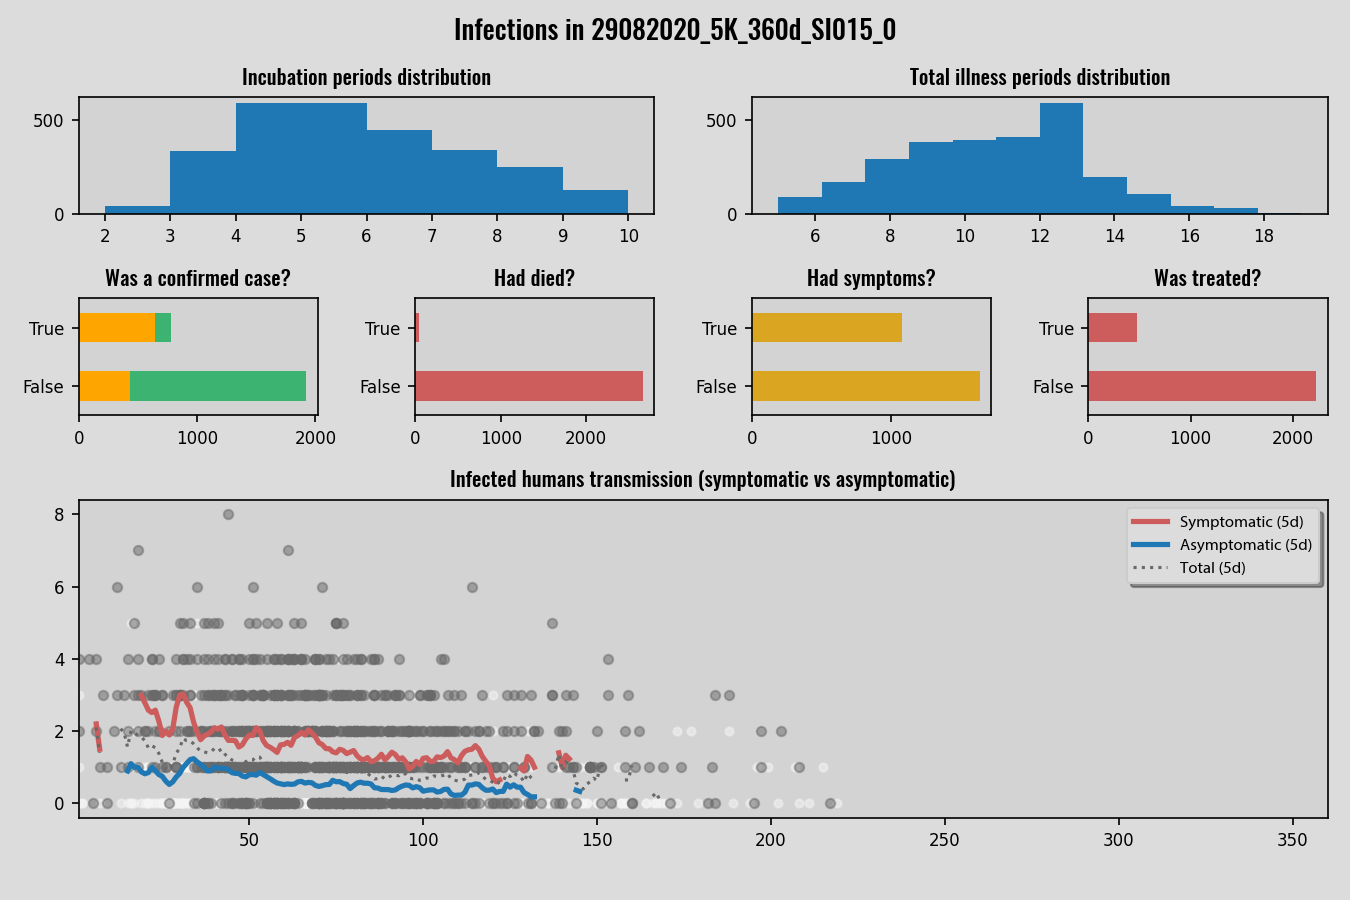 Infections in 29082020_5K_360d_SI015_0
Incubation periods distribution
Total illness periods distribution
500
0
2 3 4 5 6 7 8 9 10
500
0
6 8 10 12 14 16 18
Was a confirmed case?
Had died?
Had symptoms?
Was treated?
True
False
0 1000 2000
True
False
0 1000 2000
True
False
0 1000
True
False
0 1000 2000
Infected humans transmission (symptomatic vs asymptomatic)
8
6
4
2
0
Symptomatic (5d)
Asymptomatic (5d)
Total (5d)
50 100 150 200 250 300 350